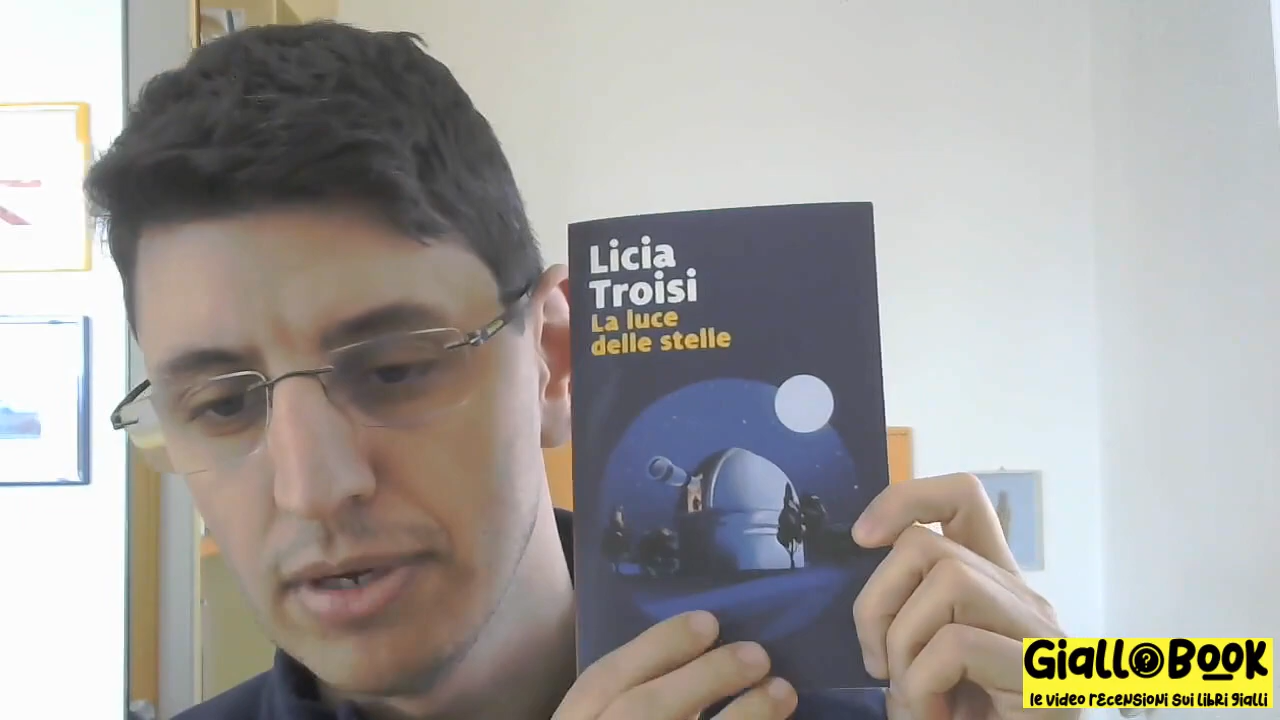 Licia
Troisi
La luce
delle stelle
GIALLOBOOK
le video recensioni sui libri gialli